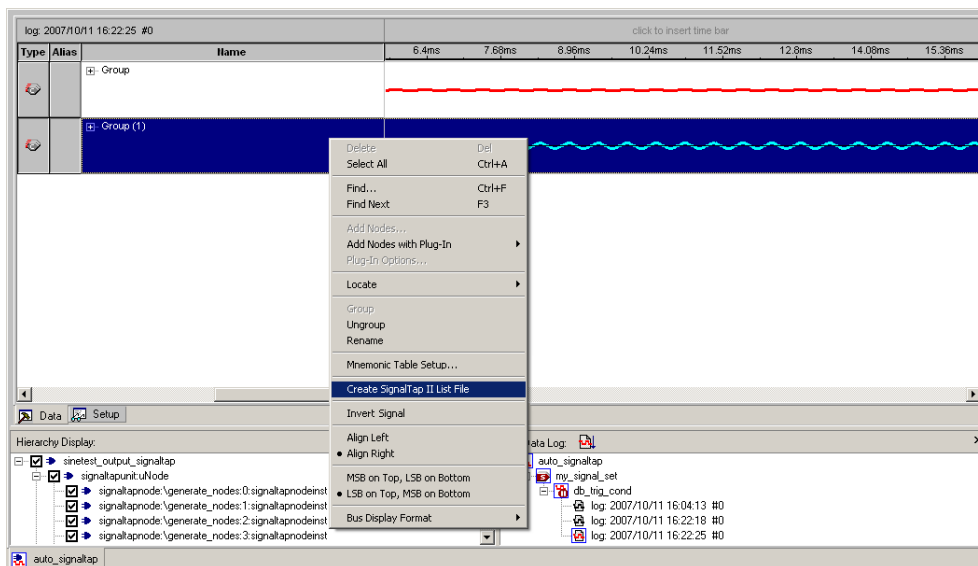 log: 2007/10/11 16:22:25 #0 click to insert time bar
Type Alias Name 6.4ms 7.68ms 8.96ms 10.24ms 11.52ms 12.8ms 14.08ms 15.36ms
Group
Group (1)
Delete Del
Select All Ctrl+A
Find... Ctrl+F
Find Next F3
Add Nodes...
Add Nodes with Plug-In
Plug-In Options...
Locate
Group
Ungroup
Rename
Mnemonic Table Setup...
Create SignalTap II List File
Invert Signal
Align Left
Align Right
MSB on Top, LSB on Bottom
LSB on Top, MSB on Bottom
Bus Display Format
Data Setup
Hierarchy Display:
sinetest_output_signaltap
signaltapunit:uNode
signaltapnode:\generate_nodes:0:signaltapnodeinst
signaltapnode:\generate_nodes:1:signaltapnodeinst
signaltapnode:\generate_nodes:2:signaltapnodeinst
signaltapnode:\generate_nodes:3:signaltapnodeinst
Data Log:
auto_signaltap
my_signal_set
db_trig_cond
log: 2007/10/11 16:04:13 #0
log: 2007/10/11 16:22:18 #0
log: 2007/10/11 16:22:25 #0
auto_signaltap